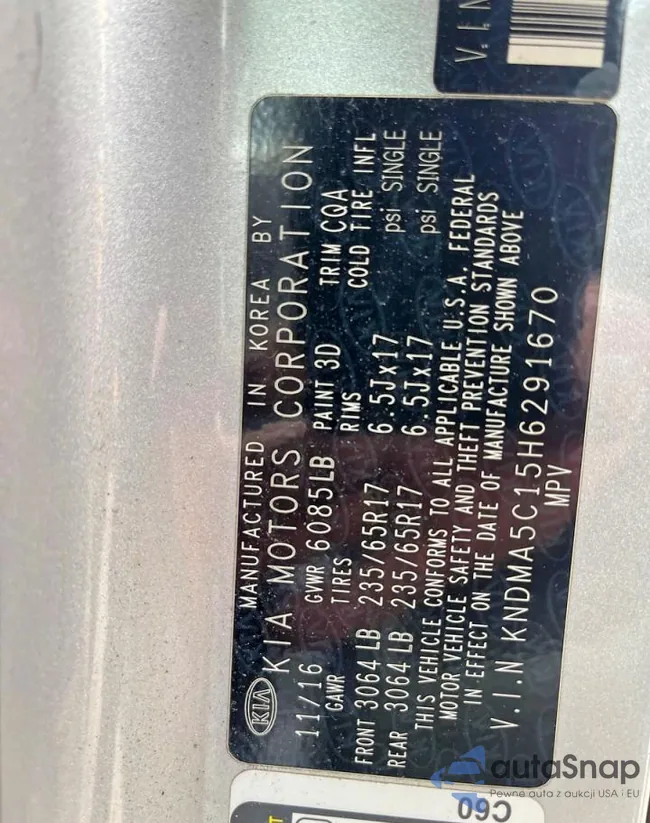 V.I.N
MANUFACTURED IN KOREA BY
KIA KIA MOTORS CORPORATION
11/16 GVWR 6085LB PAINT 3D TRIM CQA
GAWR TIRES RIMS COLD TIRE INFL
FRONT 3064 LB 235/65R17 6.5Jx17 psi SINGLE
REAR 3064 LB 235/65R17 6.5Jx17 psi SINGLE
THIS VEHICLE CONFORMS TO ALL APPLICABLE U.S.A. FEDERAL
MOTOR VEHICLE SAFETY AND THEFT PREVENTION STANDARDS
IN EFFECT ON THE DATE OF MANUFACTURE SHOWN ABOVE
V.I.N KNDMA5C15H6291670
MPV
C60
autaSnap
Pewne auta z aukcji USA i EU